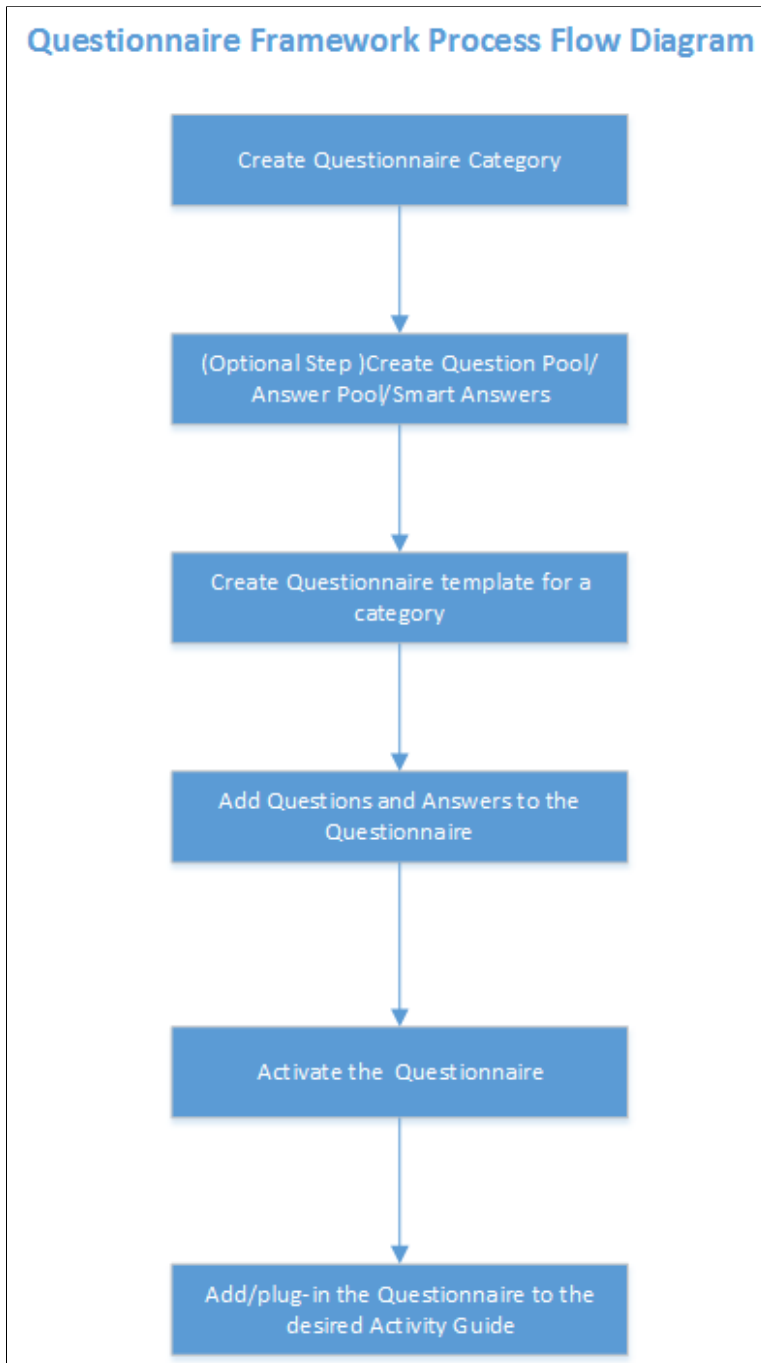 Questionnaire Framework Process Flow Diagram
Create Questionnaire Category
(Optional Step )Create Question Pool/
Answer Pool/Smart Answers
Create Questionnaire template for a
category
Add Questions and Answers to the
Questionnaire
Activate the  Questionnaire
Add/plug-in the Questionnaire to the
desired Activity Guide